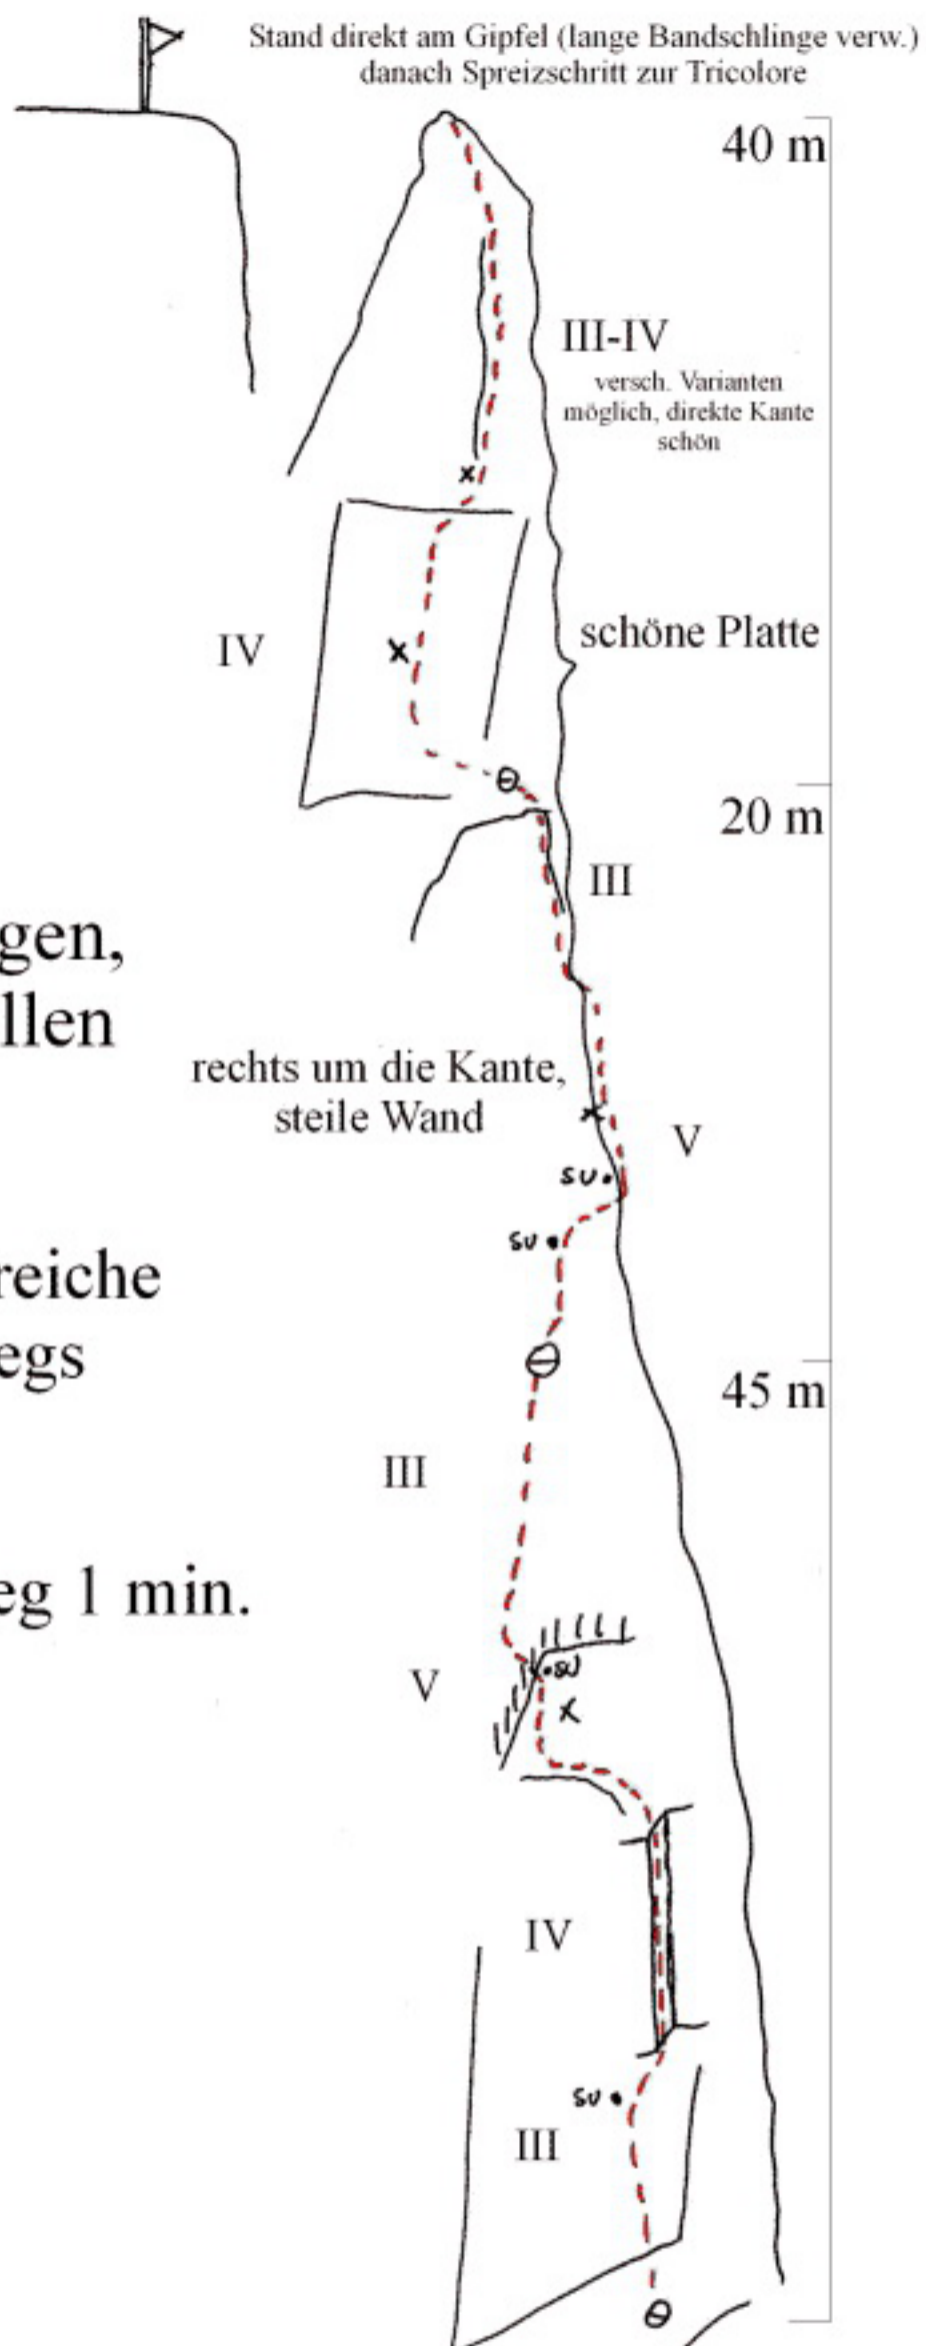 Stand direkt am Gipfel (lange Bandschlinge verw.)
danach Spreizschritt zur Tricolore
40 m
III-IV
versch. Varianten
möglich, direkte Kante
schön
x
IV
x
schöne Platte
20 m
III
gen,
llen
rechts um die Kante,
steile Wand
x
V
su
su
reiche
egs
45 m
III
eg 1 min.
V
su
x
IV
su
III